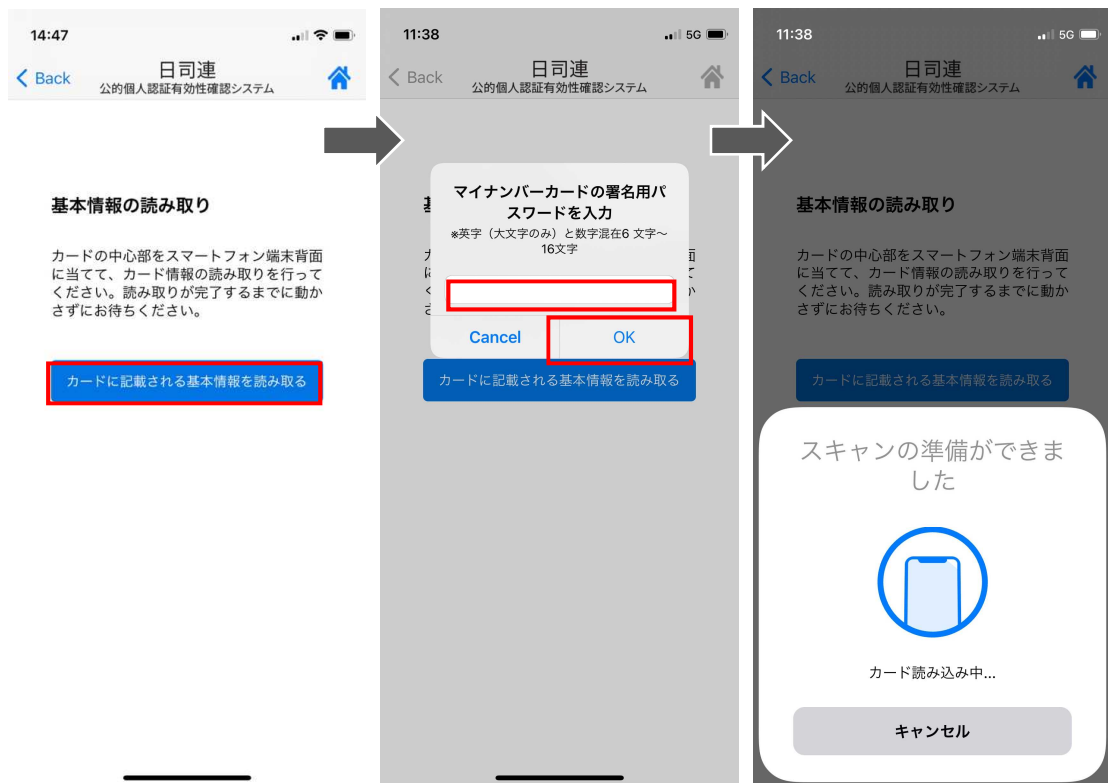 14:47
Back
日司連
公的個人認証有効性確認システム
基本情報の読み取り
カードの中心部をスマートフォン端末背面
に当てて、カード情報の読み取りを行って
ください。読み取りが完了するまでに動か
さずにお待ちください。
カードに記載される基本情報を読み取る
11:38
5G
Back
日司連
公的個人認証有効性確認システム
マイナンバーカードの署名用パ
スワードを入力
※英字（大文字のみ）と数字混在6 文字〜
16文字
Cancel
OK
カードに記載される基本情報を読み取る
11:38
5G
Back
日司連
公的個人認証有効性確認システム
基本情報の読み取り
カードの中心部をスマートフォン端末背面
に当てて、カード情報の読み取りを行って
ください。読み取りが完了するまでに動か
さずにお待ちください。
カードに記載される基本情報を読み取る
スキャンの準備ができま
した
カード読み込み中...
キャンセル